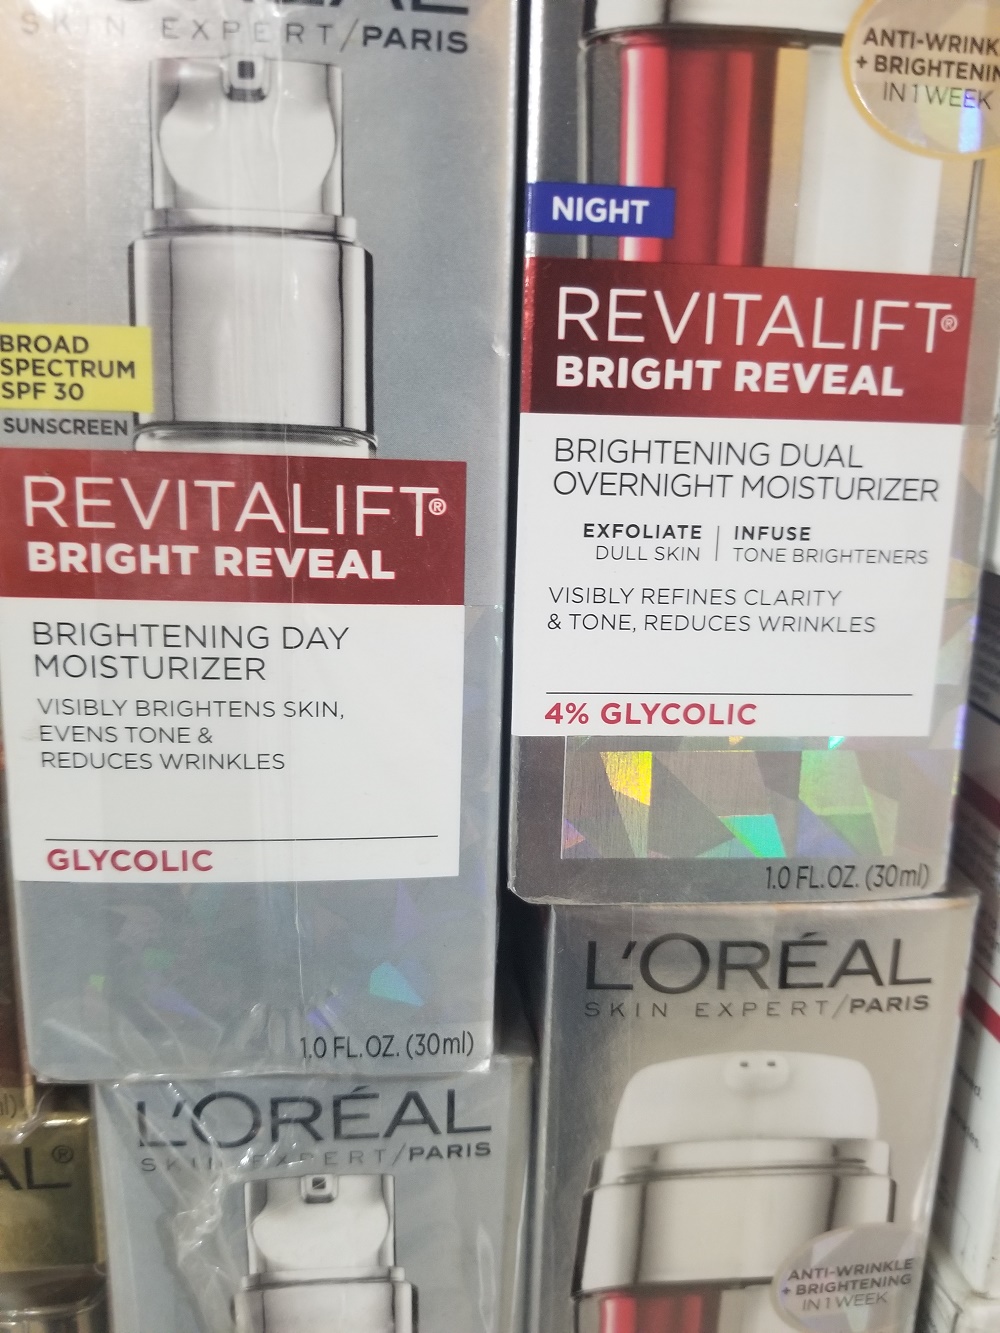 SKIN EXPERT/PARIS
BROAD
SPECTRUM
SPF 30
SUNSCREEN
REVITALIFT®
BRIGHT REVEAL
BRIGHTENING DAY
MOISTURIZER
VISIBLY BRIGHTENS SKIN,
EVENS TONE &
REDUCES WRINKLES
GLYCOLIC
1.0 FL.OZ. (30ml)
+ BRIGHTENIN
IN 1 WEEK
NIGHT
REVITALIFT®
BRIGHT REVEAL
BRIGHTENING DUAL
OVERNIGHT MOISTURIZER
EXFOLIATE | INFUSE
DULL SKIN | TONE BRIGHTENERS
VISIBLY REFINES CLARITY
& TONE, REDUCES WRINKLES
4% GLYCOLIC
1.0 FL.OZ. (30ml)
L'ORÉAL
SKIN EXPERT/PARIS
L'ORÉAL
SKIN EXPERT/PARIS
ANTI-WRINKLE
+ BRIGHTENING
IN 1 WEEK